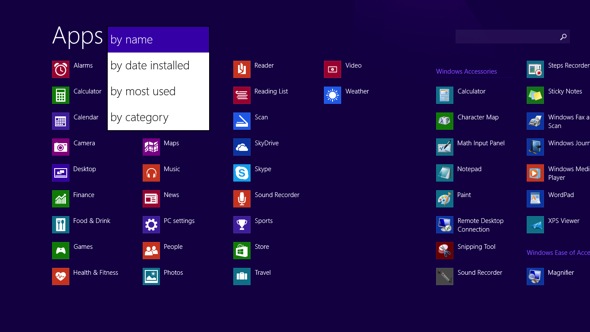 Apps
by name
by date installed
by most used
by category
Alarms
Calculator
Calendar
Camera
Desktop
Finance
Food & Drink
Games
Health & Fitness
Maps
Music
News
PC settings
People
Photos
Reader
Reading List
Scan
SkyDrive
Skype
Sound Recorder
Sports
Store
Travel
Video
Weather
Windows Accessories
Calculator
Character Map
Math Input Panel
Notepad
Paint
Remote Desktop
Connection
Snipping Tool
Sound Recorder
Steps Recorder
Sticky Notes
Windows Fax a
Scan
Windows Jour
Windows Medi
Player
WordPad
XPS Viewer
Windows Ease of Acce
Magnifier